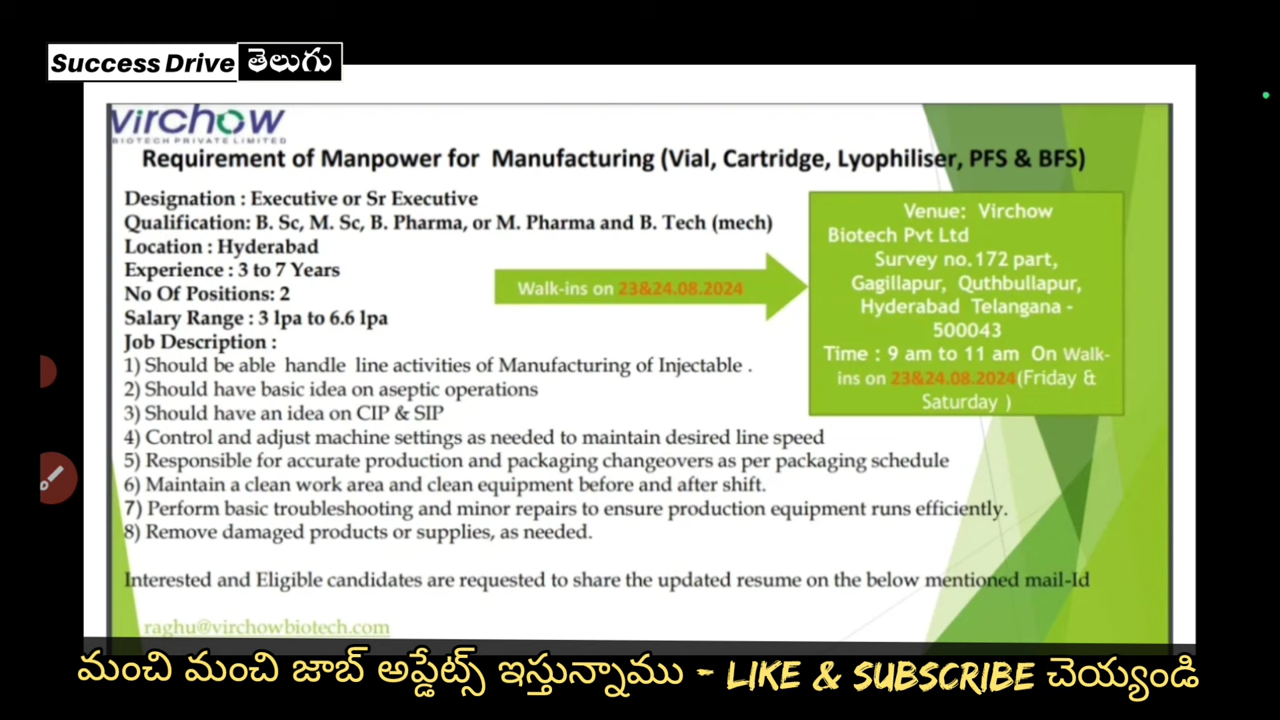 Success Drive తెలుగు
virchow
BIOTECH PRIVATE LIMITED
Requirement of Manpower for Manufacturing (Vial, Cartridge, Lyophiliser, PFS & BFS)
Designation : Executive or Sr Executive
Qualification: B. Sc, M. Sc, B. Pharma, or M. Pharma and B. Tech (mech)
Location : Hyderabad
Experience : 3 to 7 Years
No Of Positions: 2
Salary Range : 3 lpa to 6.6 lpa
Job Description :
Walk-ins on 23&24.08.2024
Venue: Virchow
Biotech Pvt Ltd
Survey no.172 part,
Gagillapur, Quthbullapur,
Hyderabad Telangana -
500043
Time : 9 am to 11 am On Walk-
ins on 23&24.08.2024(Friday &
Saturday )
1) Should be able handle line activities of Manufacturing of Injectable .
2) Should have basic idea on aseptic operations
3) Should have an idea on CIP & SIP
4) Control and adjust machine settings as needed to maintain desired line speed
5) Responsible for accurate production and packaging changeovers as per packaging schedule
6) Maintain a clean work area and clean equipment before and after shift.
7) Perform basic troubleshooting and minor repairs to ensure production equipment runs efficiently.
8) Remove damaged products or supplies, as needed.
Interested and Eligible candidates are requested to share the updated resume on the below mentioned mail-Id
raghu@virchowbiotech.com
మంచి మంచి జాబ్ అప్డేట్స్ ఇస్తున్నాము - LIKE & SUBSCRIBE చెయ్యండి